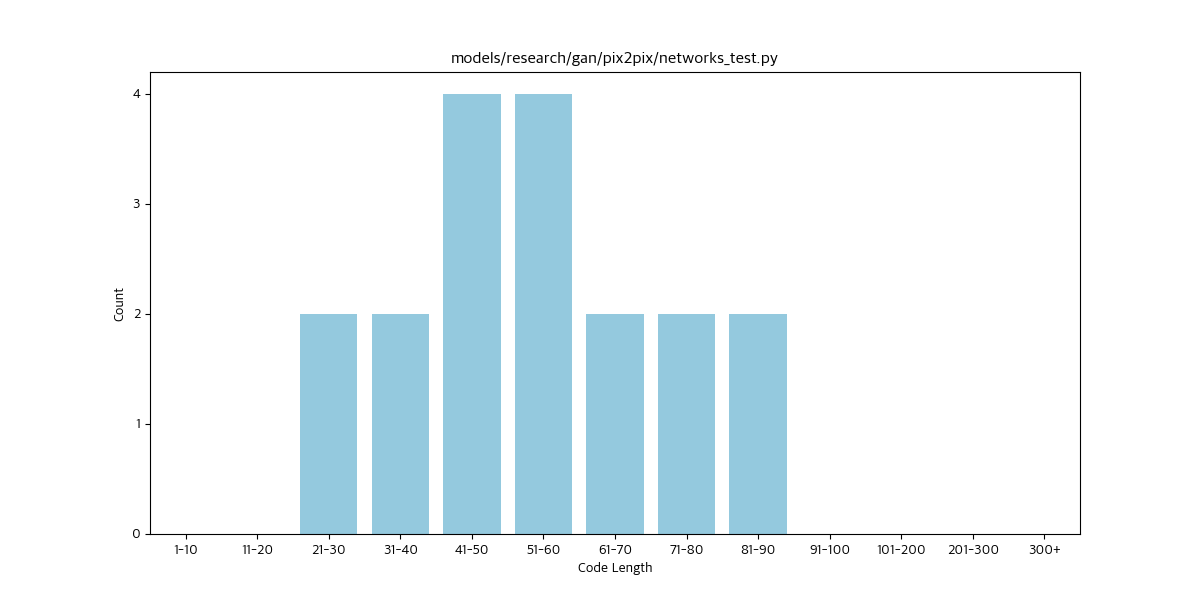 models/research/gan/pix2pix/networks_test.py
4
3
2
1
0
Count
1-10 11-20 21-30 31-40 41-50 51-60 61-70 71-80 81-90 91-100 101-200 201-300 300+
Code Length